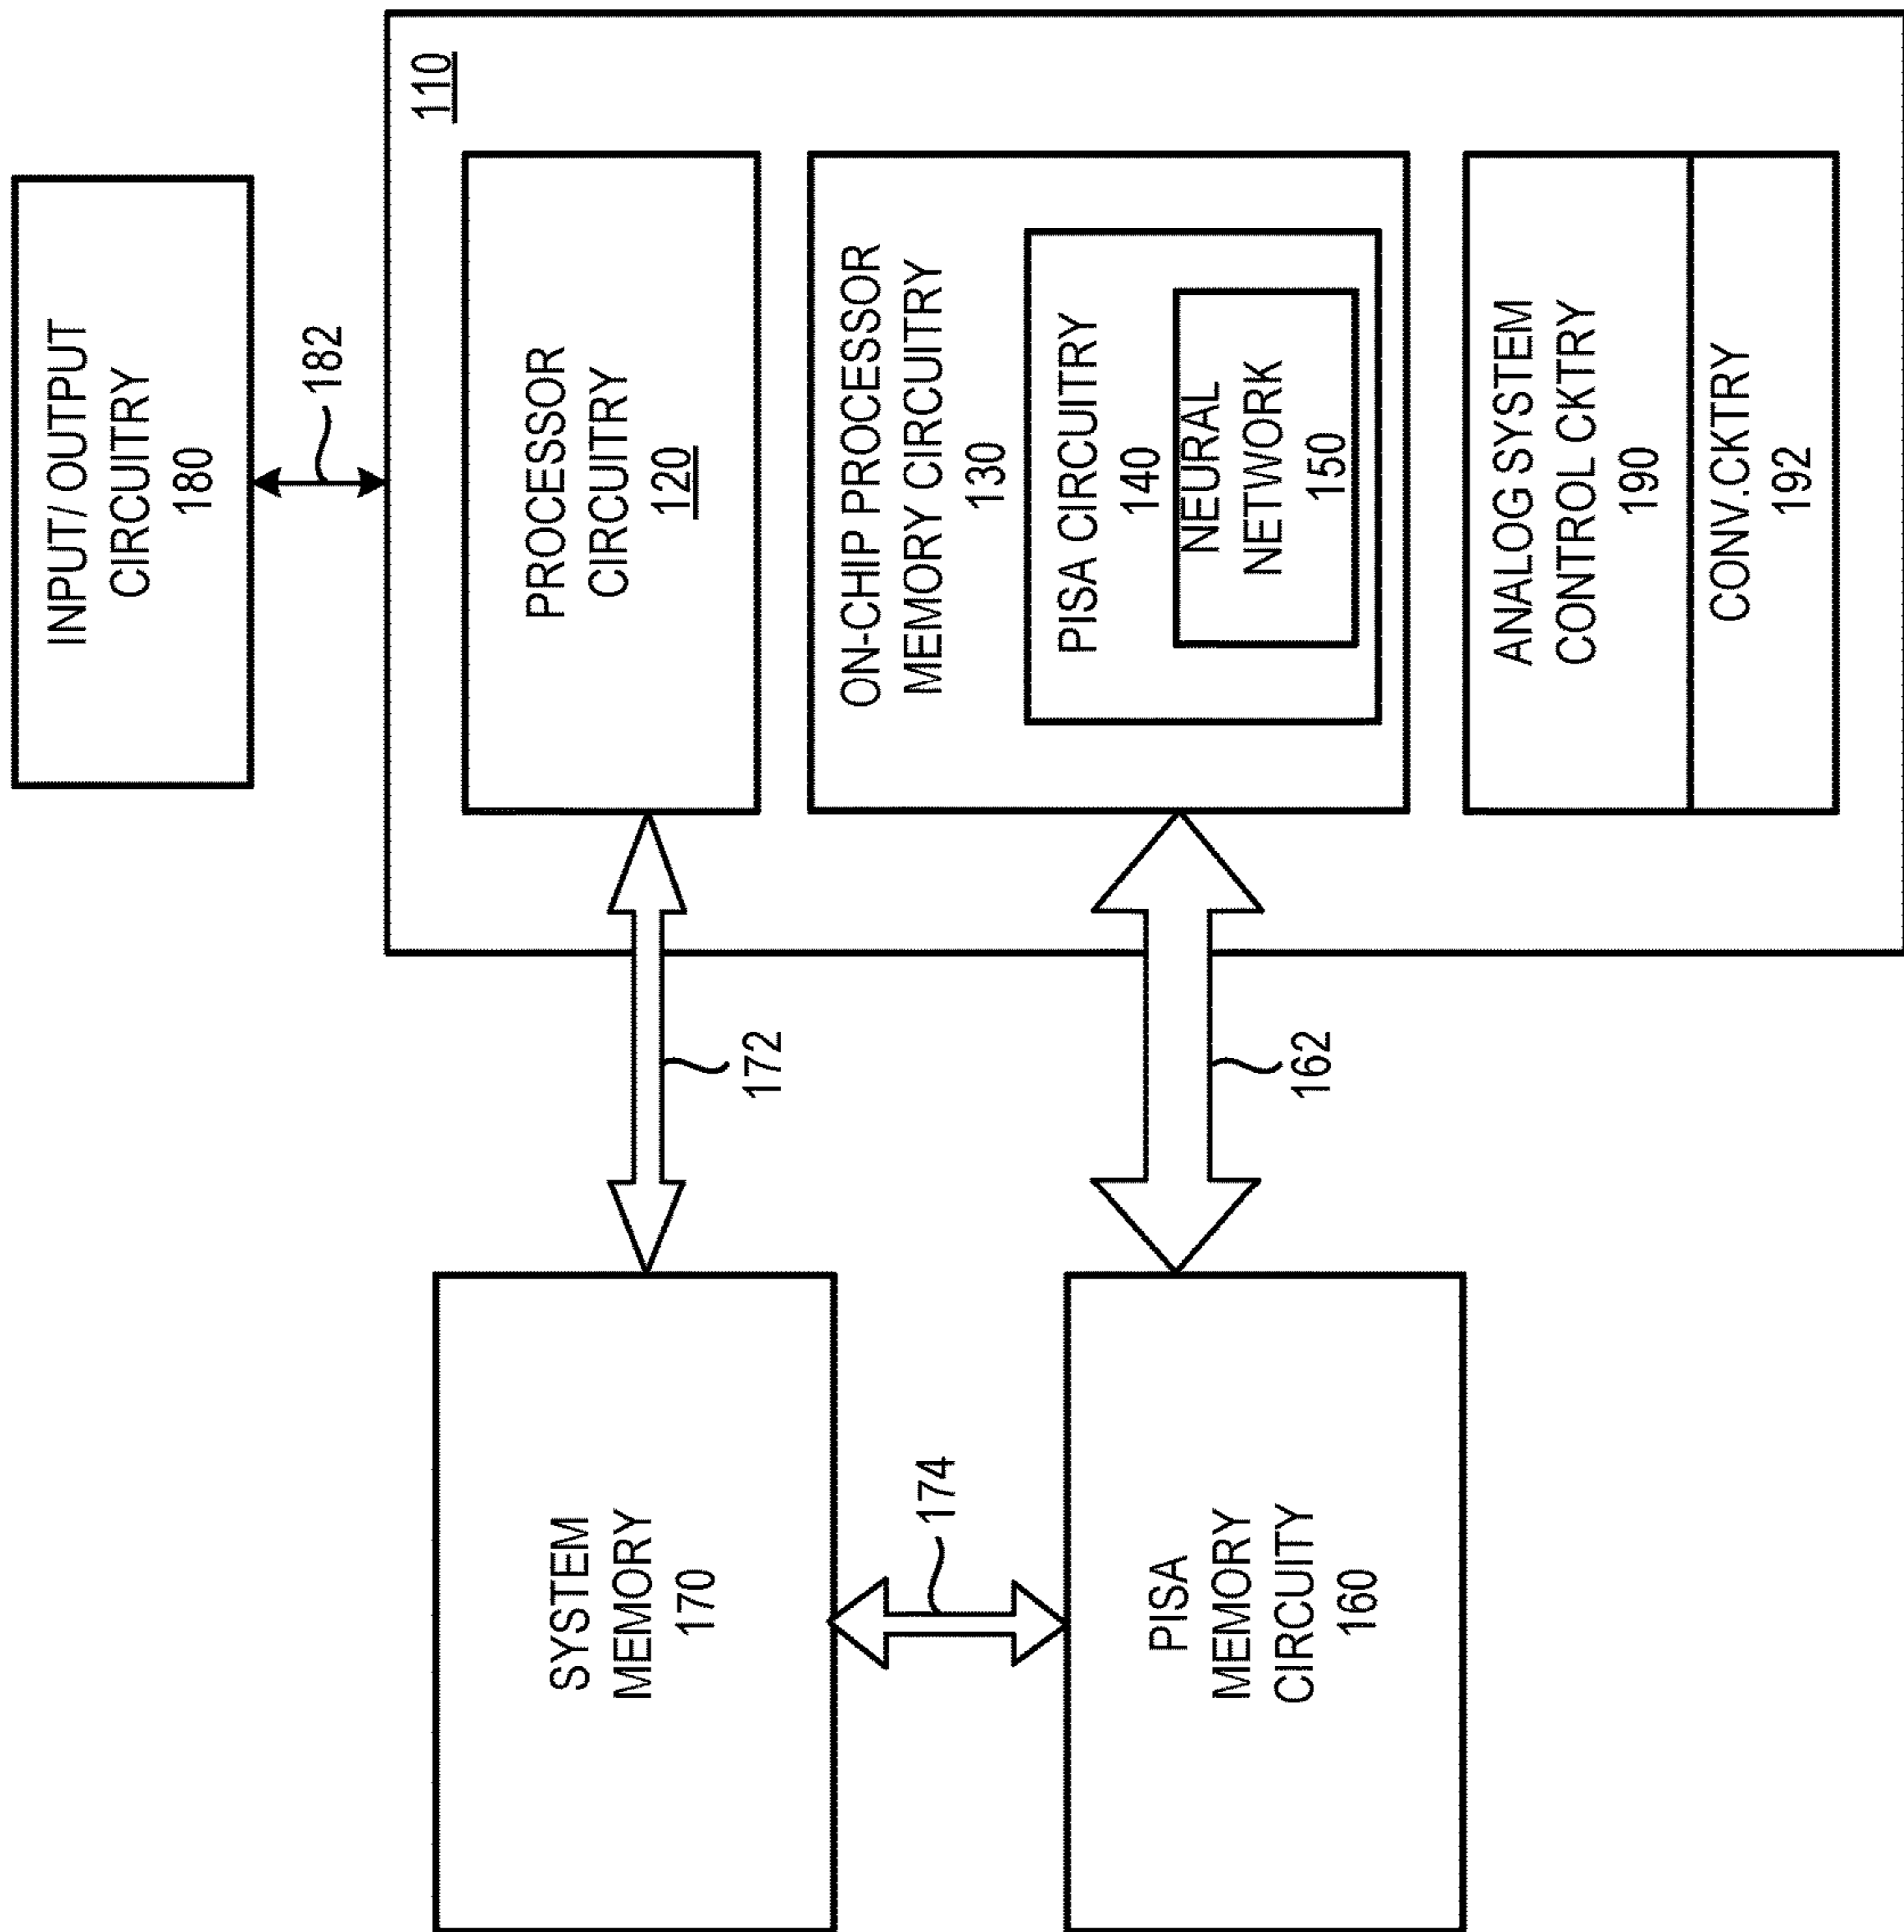 INPUT/ OUTPUT
CIRCUITRY
180
182
110
PROCESSOR
CIRCUITRY
120
ON-CHIP PROCESSOR
MEMORY CIRCUITRY
130
PISA CIRCUITRY
140
NEURAL
NETWORK
150
ANALOG SYSTEM
CONTROL CKTRY
190
CONV.CKTRY
192
172
162
SYSTEM
MEMORY
170
174
PISA
MEMORY
CIRCUITY
160